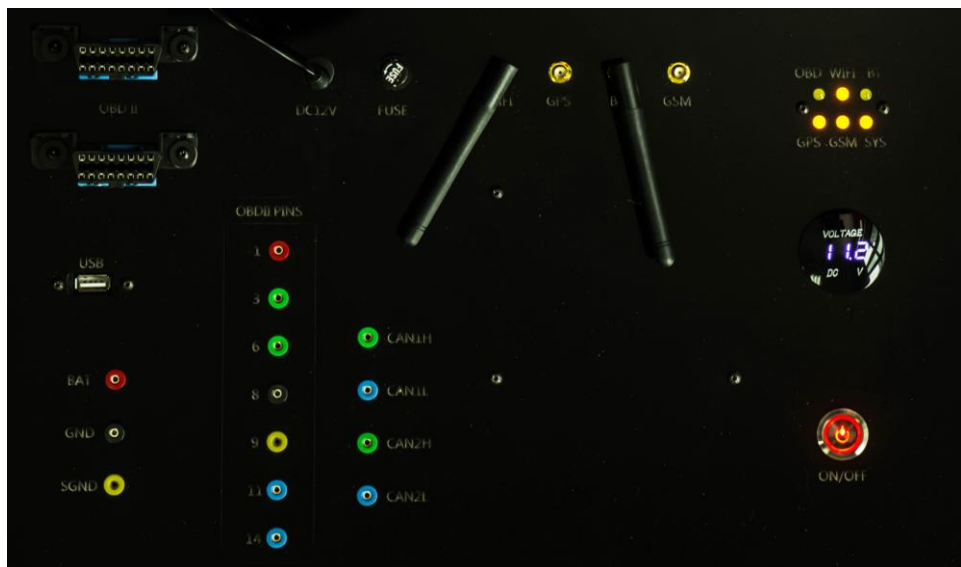 OBD II
DC12V
FUSE
FUSE
GPS
GSM
OBD WIFI BT
GPS GSM SYS
OBDII PINS
1
3
6
8
9
11
14
USB
VOLTAGE
11.2
DC V
CAN1H
CAN1L
CAN2H
CAN2L
BAT
GND
SGND
ON/OFF